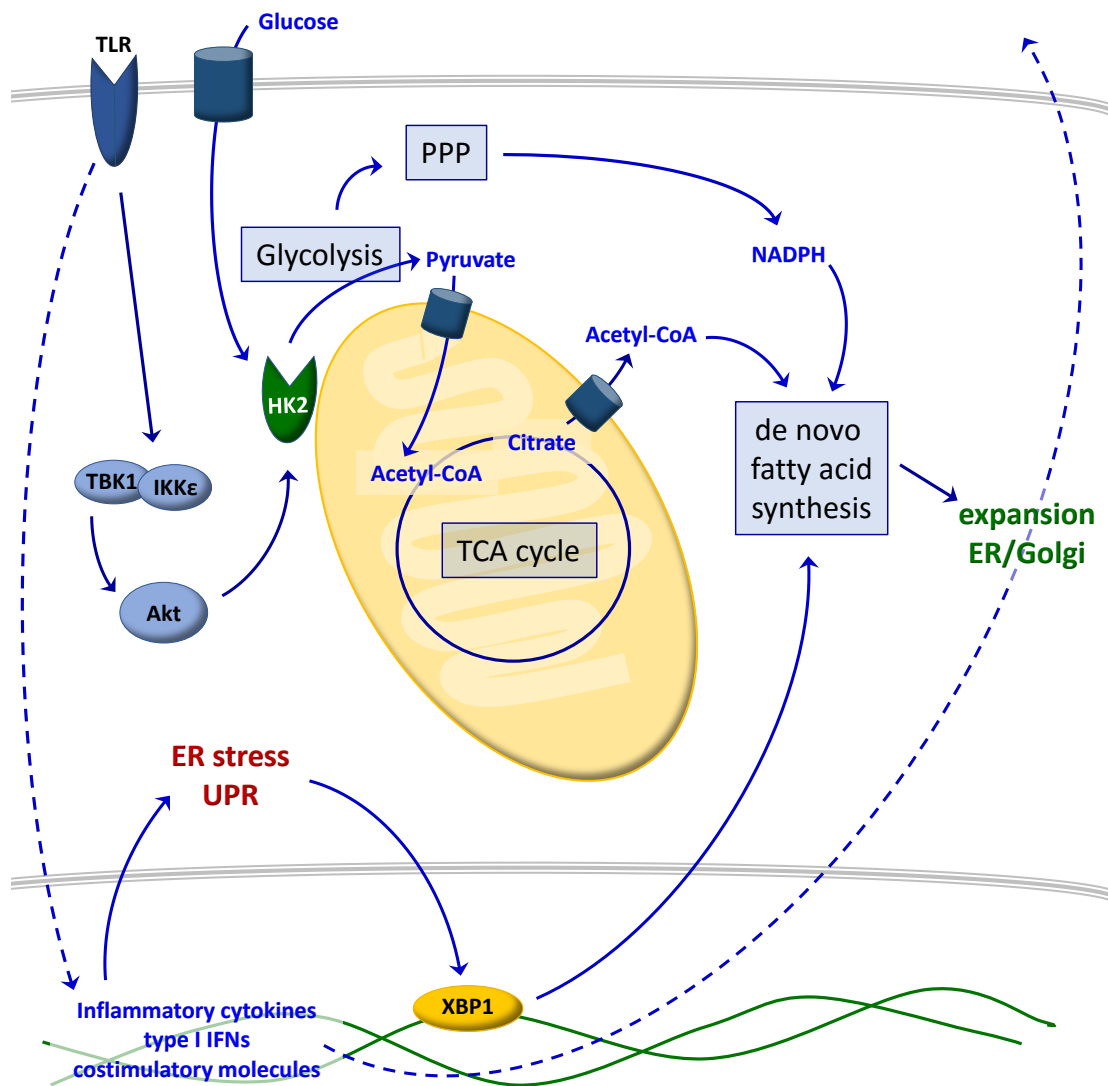 Glucose
TLR
PPP
Glycolysis
Pyruvate
NADPH
Acetyl-CoA
HK2
Citrate
Acetyl-CoA
de novo
fatty acid
synthesis
TBK1
IKKε
expansion
ER/Golgi
TCA cycle
Akt
ER stress
UPR
XBP1
Inflammatory cytokines
type I IFNs
costimulatory molecules